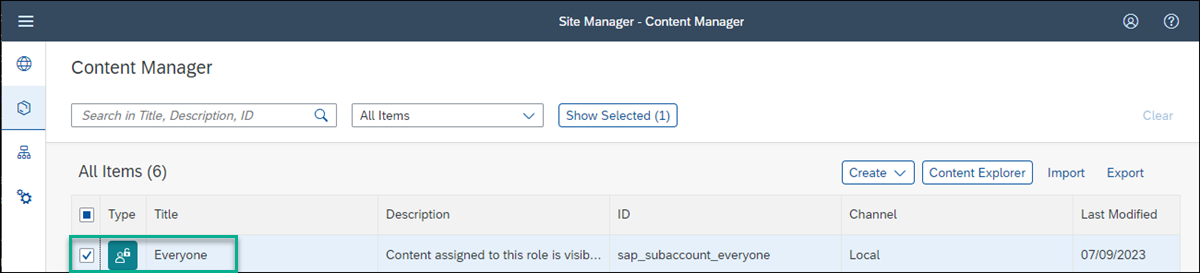 Site Manager - Content Manager
Content Manager
Search in Title, Description, ID
All Items
Show Selected (1)
Clear
All Items (6)
Create
Content Explorer
Import
Export
Type
Title
Description
ID
Channel
Last Modified
Everyone
Content assigned to this role is visib...
sap_subaccount_everyone
Local
07/09/2023